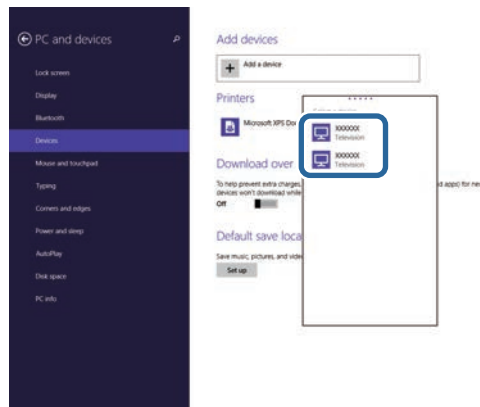 PC and devices
Lock screen
Display
Bluetooth
Devices
Mouse and touchpad
Typing
Corners and edges
Power and sleep
AutoPlay
Disk space
PC info
Add devices
Add a device
Printers
Microsoft XPS Do
XXXXXX
Television
XXXXXX
Television
Download over
To help prevent extra charges, d apps) for ne
devices won't download while
Off
Default save loca
Save music, pictures, and vide
Set up